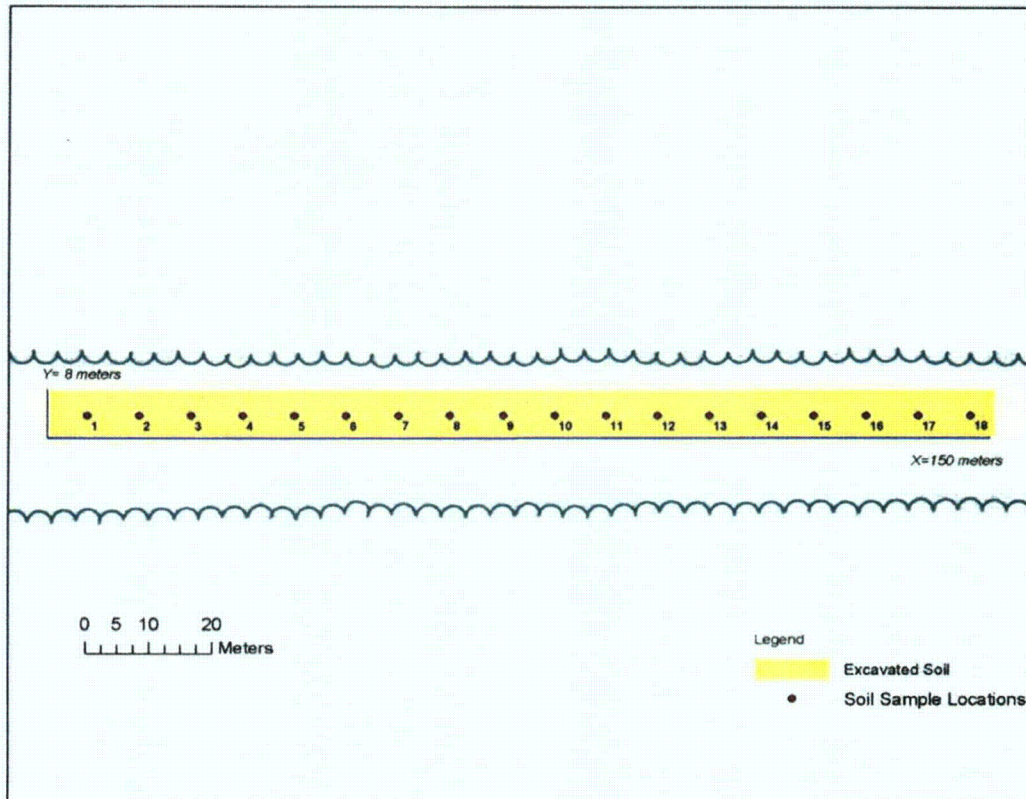 Y= 8 meters
1 2 3 4 5 6 7 8 9 10 11 12 13 14 15 16 17 18
X=150 meters
0 5 10 20
Meters
Legend
Excavated Soil
Soil Sample Locations